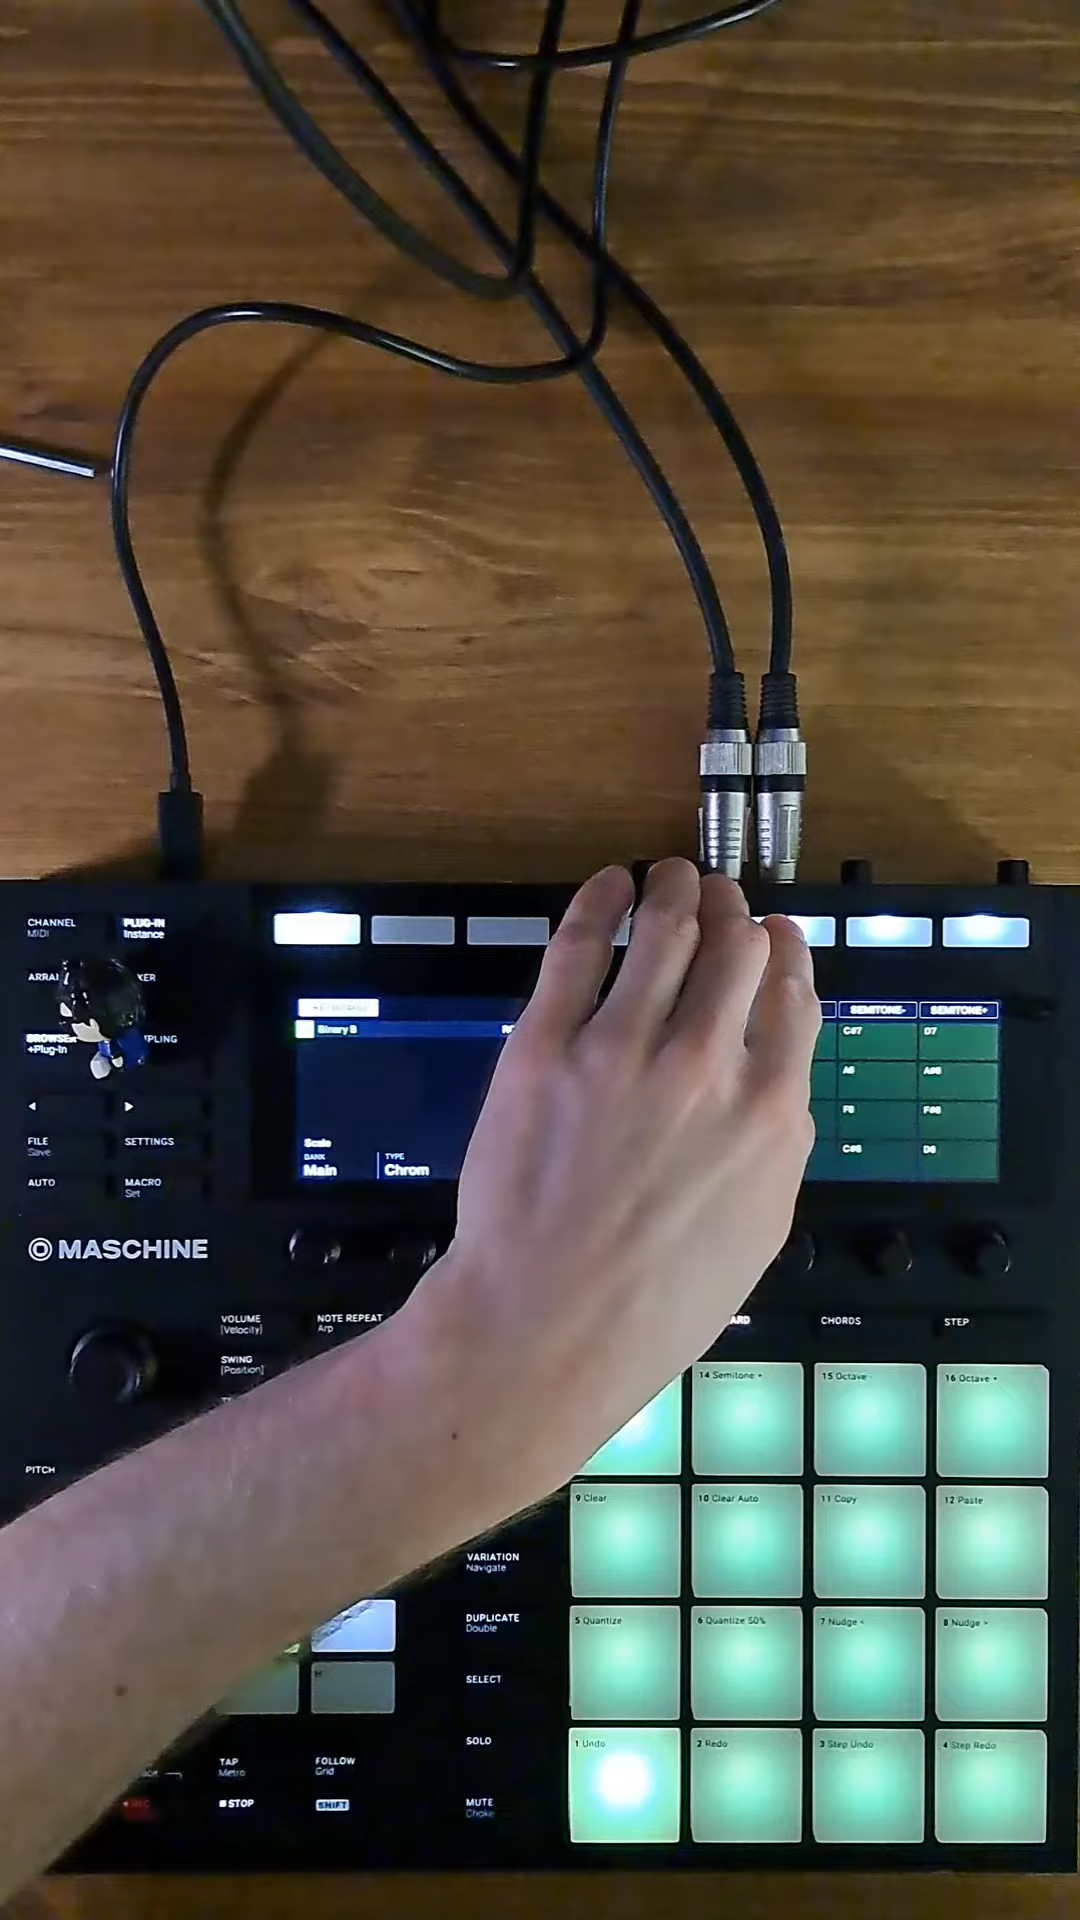 CHANNEL
MIDI
PLUG-IN
Instance
ARRA
XER
BROWSER
+Plug-In
PLING
FILE
Save
SETTINGS
AUTO
MACRO
Set
Binary B
Scale
BANK
Main
TYPE
Chrom
SEMITONE-
SEMITONE+
C#7
D7
A6
A#6
F6
F#6
C#6
D6
MASCHINE
VOLUME
[Velocity]
NOTE REPEAT
Arp
SWING
[Position]
ARD
CHORDS
STEP
PITCH
14 Semitone +
15 Octave -
16 Octave +
9 Clear
10 Clear Auto
11 Copy
12 Paste
VARIATION
Navigate
5 Quantize
6 Quantize 50%
7 Nudge <
8 Nudge >
DUPLICATE
Double
SELECT
H
SOLO
1 Undo
2 Redo
3 Step Undo
4 Step Redo
TAP
Metro
FOLLOW
Grid
REC
STOP
SHIFT
MUTE
Choke